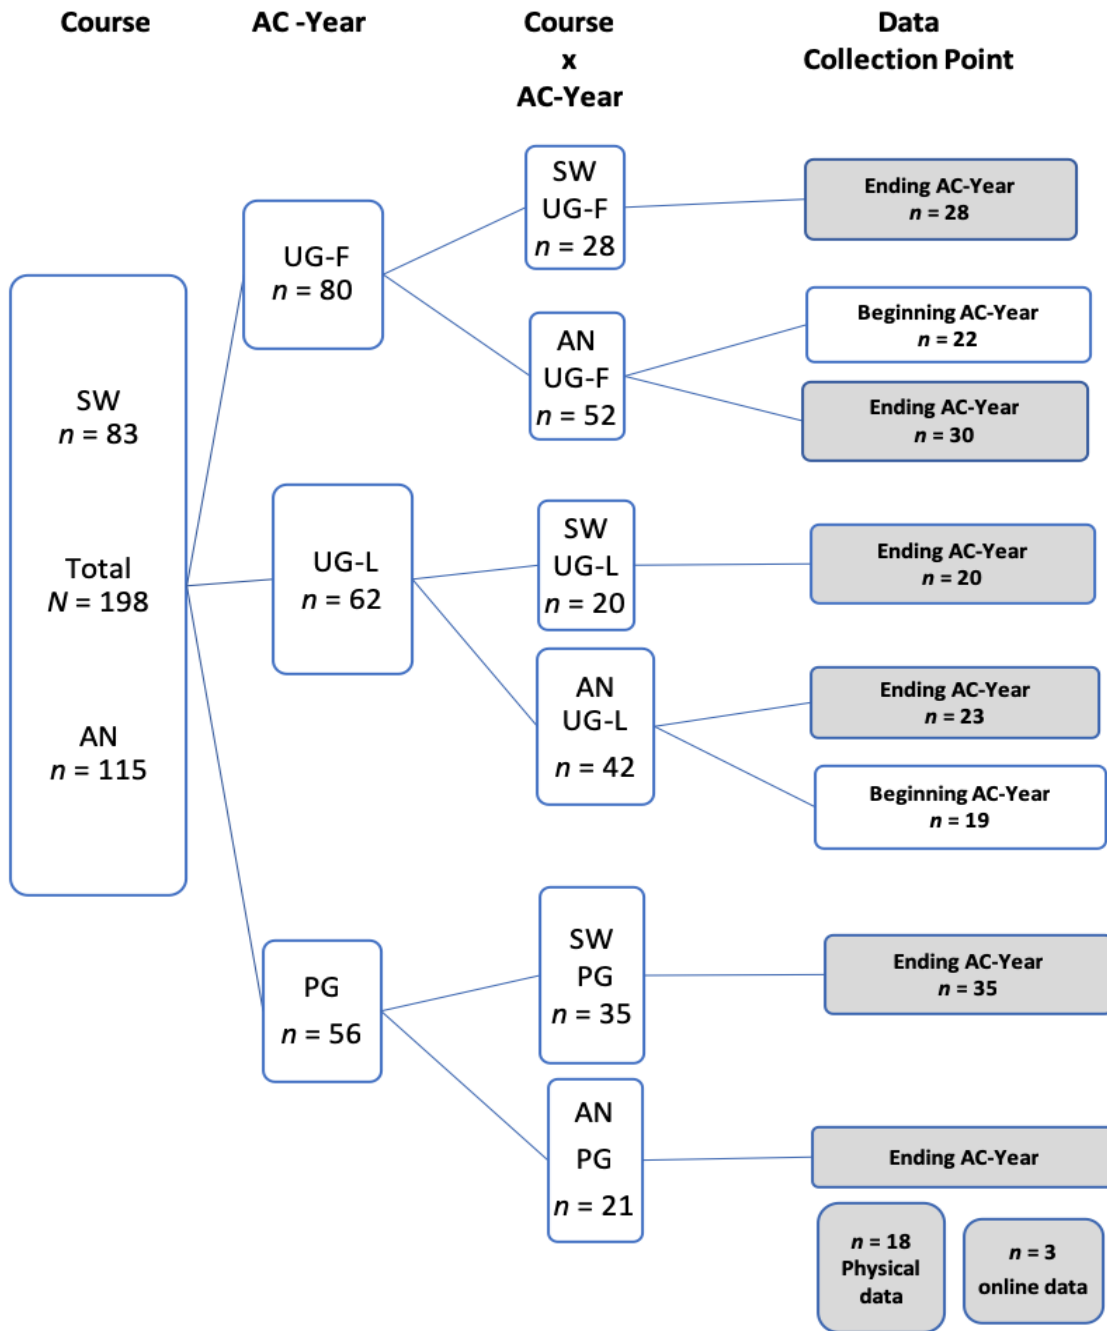 Course
AC -Year
Course
x
AC-Year
Data
Collection Point
SW
n = 83
Total
N = 198
AN
n = 115
UG-F
n = 80
UG-L
n = 62
PG
n = 56
SW
UG-F
n = 28
AN
UG-F
n = 52
SW
UG-L
n = 20
AN
UG-L
n = 42
SW
PG
n = 35
AN
PG
n = 21
Ending AC-Year
n = 28
Beginning AC-Year
n = 22
Ending AC-Year
n = 30
Ending AC-Year
n = 20
Ending AC-Year
n = 23
Beginning AC-Year
n = 19
Ending AC-Year
n = 35
Ending AC-Year
n = 18
Physical
data
n = 3
online data